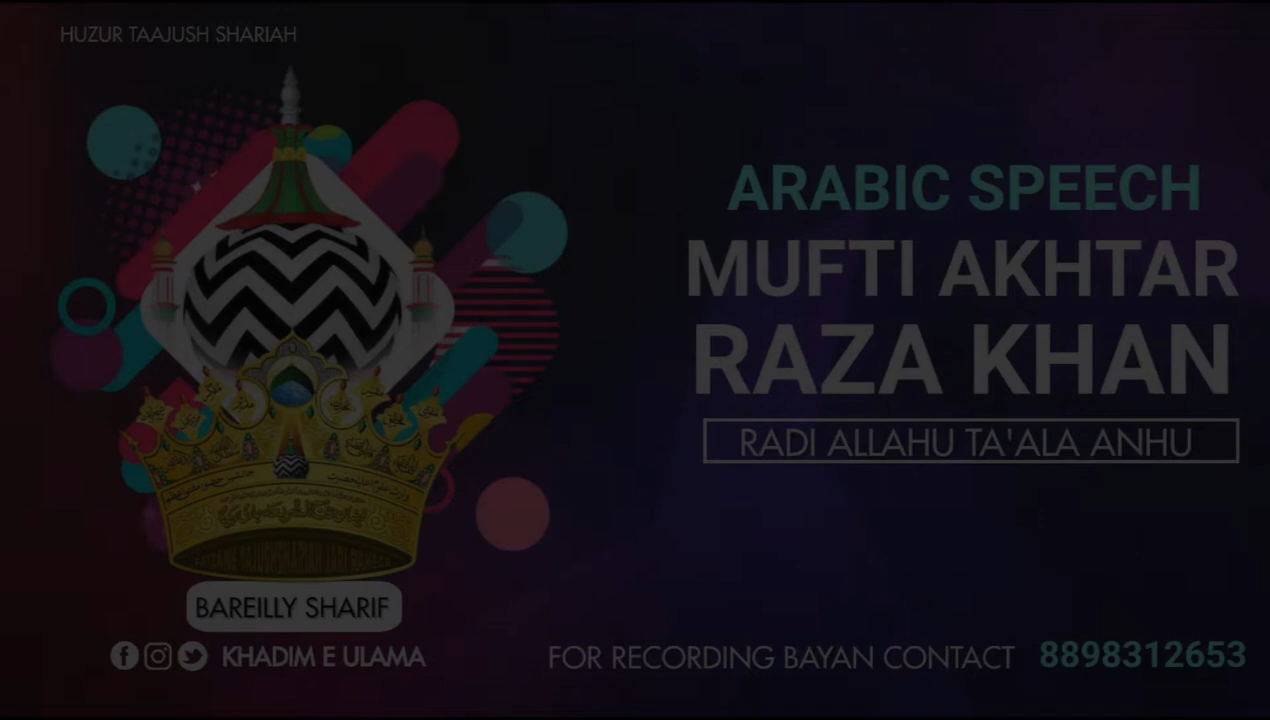 HUZUR TAAJUSH SHARIAH
ARABIC SPEECH
MUFTI AKHTAR
RAZA KHAN
RADI ALLAHU TA'ALA ANHU
BAREILLY SHARIF
KHADIM E ULAMA
FOR RECORDING BAYAN CONTACT 8898312653